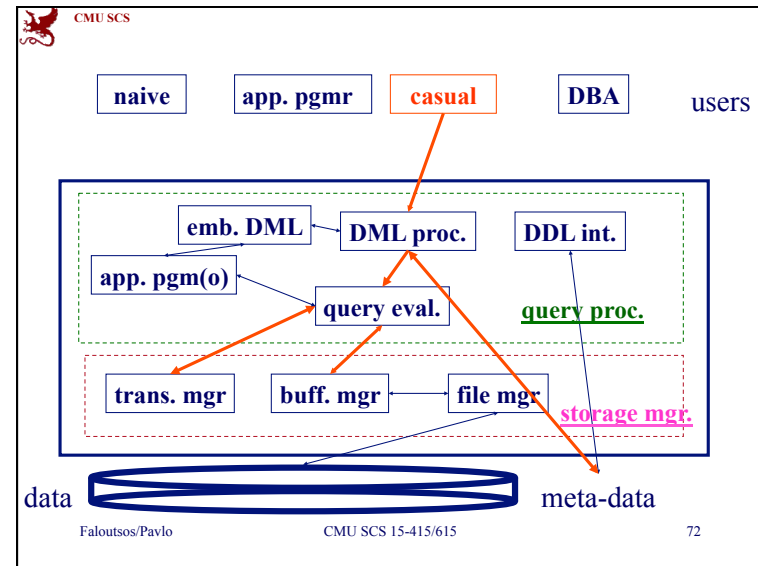 CMU SCS
naive
app. pgmr
casual
DBA
users
emb. DML
DML proc.
DDL int.
app. pgm(o)
query eval.
query proc.
trans. mgr
buff. mgr
file mgr
storage mgr.
data
meta-data
Faloutsos/Pavlo
CMU SCS 15-415/615
72